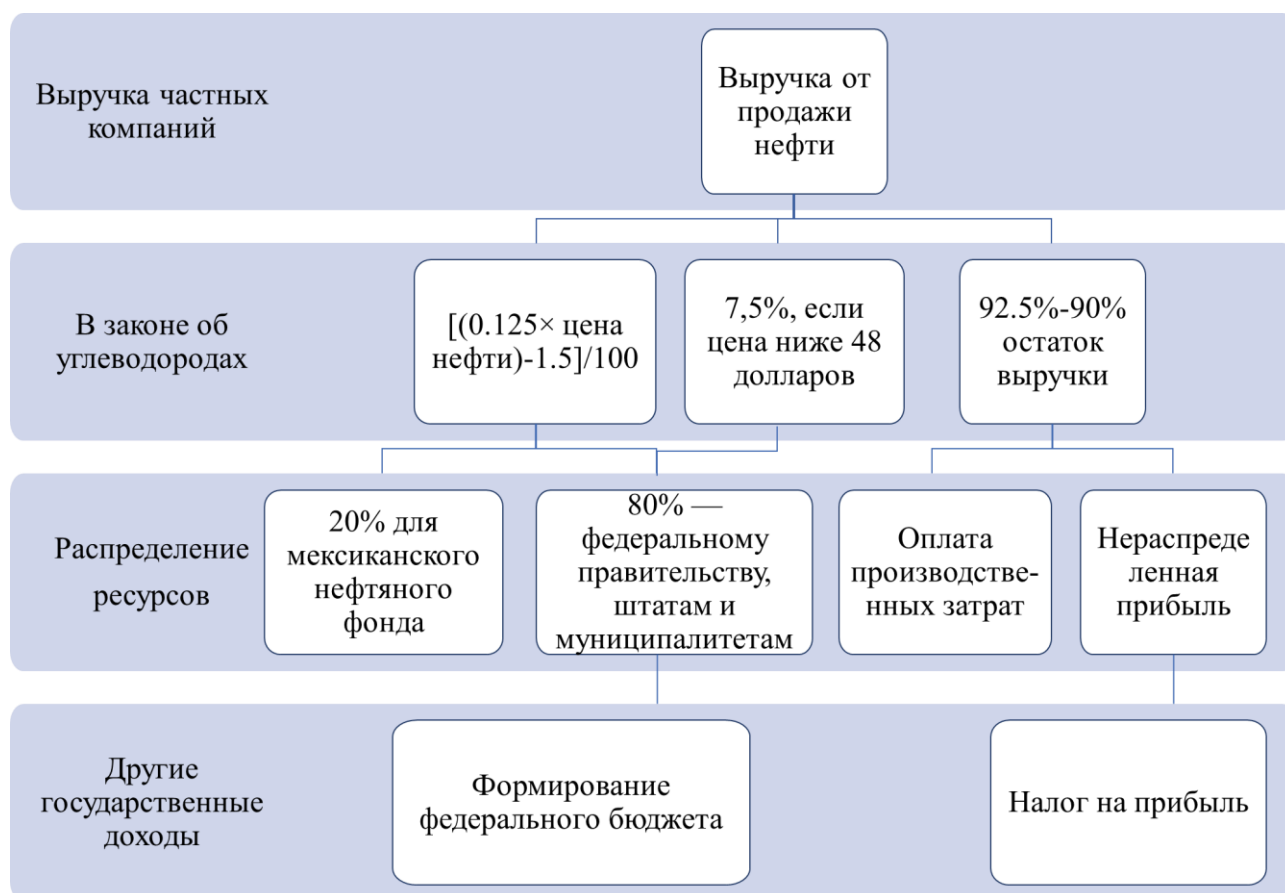 Выручка частных
компаний
Выручка от
продажи
нефти
В законе об
углеводородах
[(0.125× цена
нефти)-1.5]/100
7,5%, если
цена ниже 48
долларов
92.5%-90%
остаток
выручки
Распределение
ресурсов
20% для
мексиканского
нефтяного
фонда
80% —
федеральному
правительству,
штатам и
муниципалитетам
Оплата
производстве-
нных затрат
Нераспреде
ленная
прибыль
Другие
государственные
доходы
Формирование
федерального бюджета
Налог на прибыль